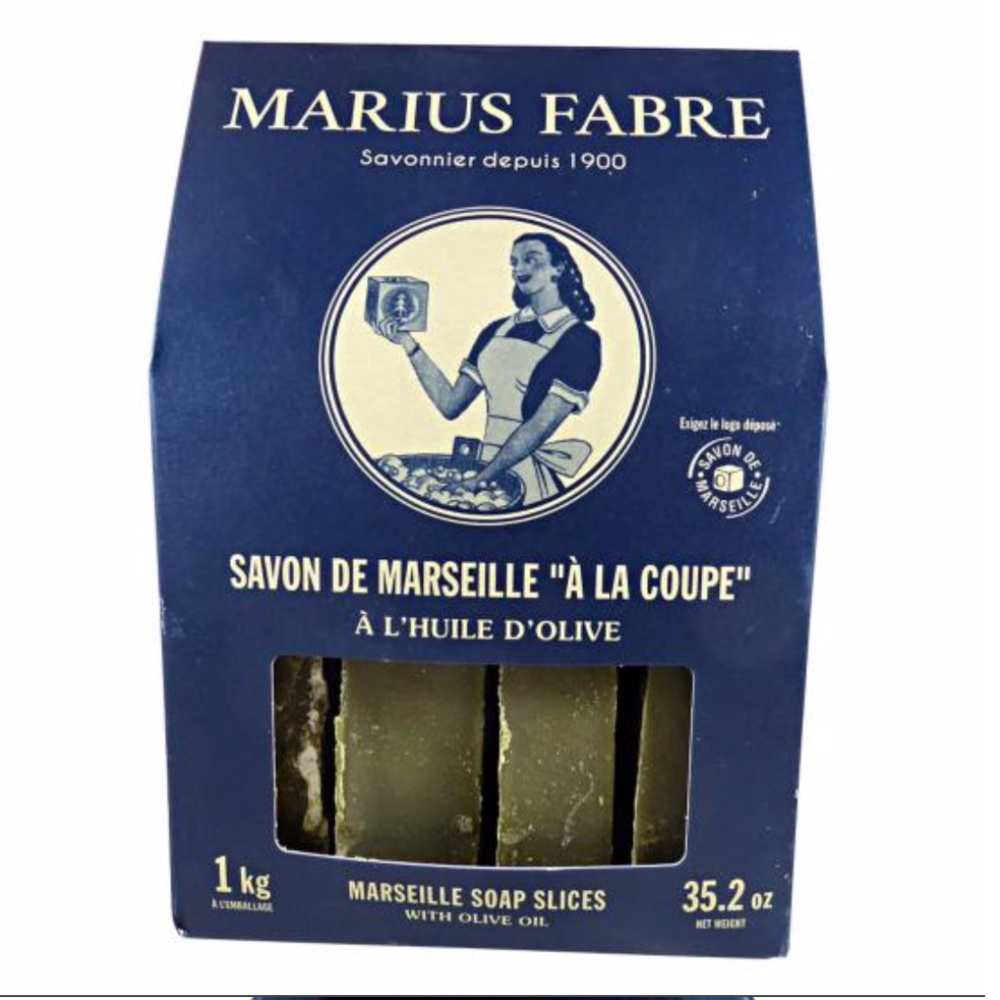 MARIUS FABRE
Savonnier depuis 1900
Exigez le logo déposé
SAVON DE
MARSEILLE
SAVON DE MARSEILLE "À LA COUPE"
À L'HUILE D'OLIVE
1 kg
À L'EMBALLAGE
MARSEILLE SOAP SLICES
WITH OLIVE OIL
35.2 oz
NET WEIGHT